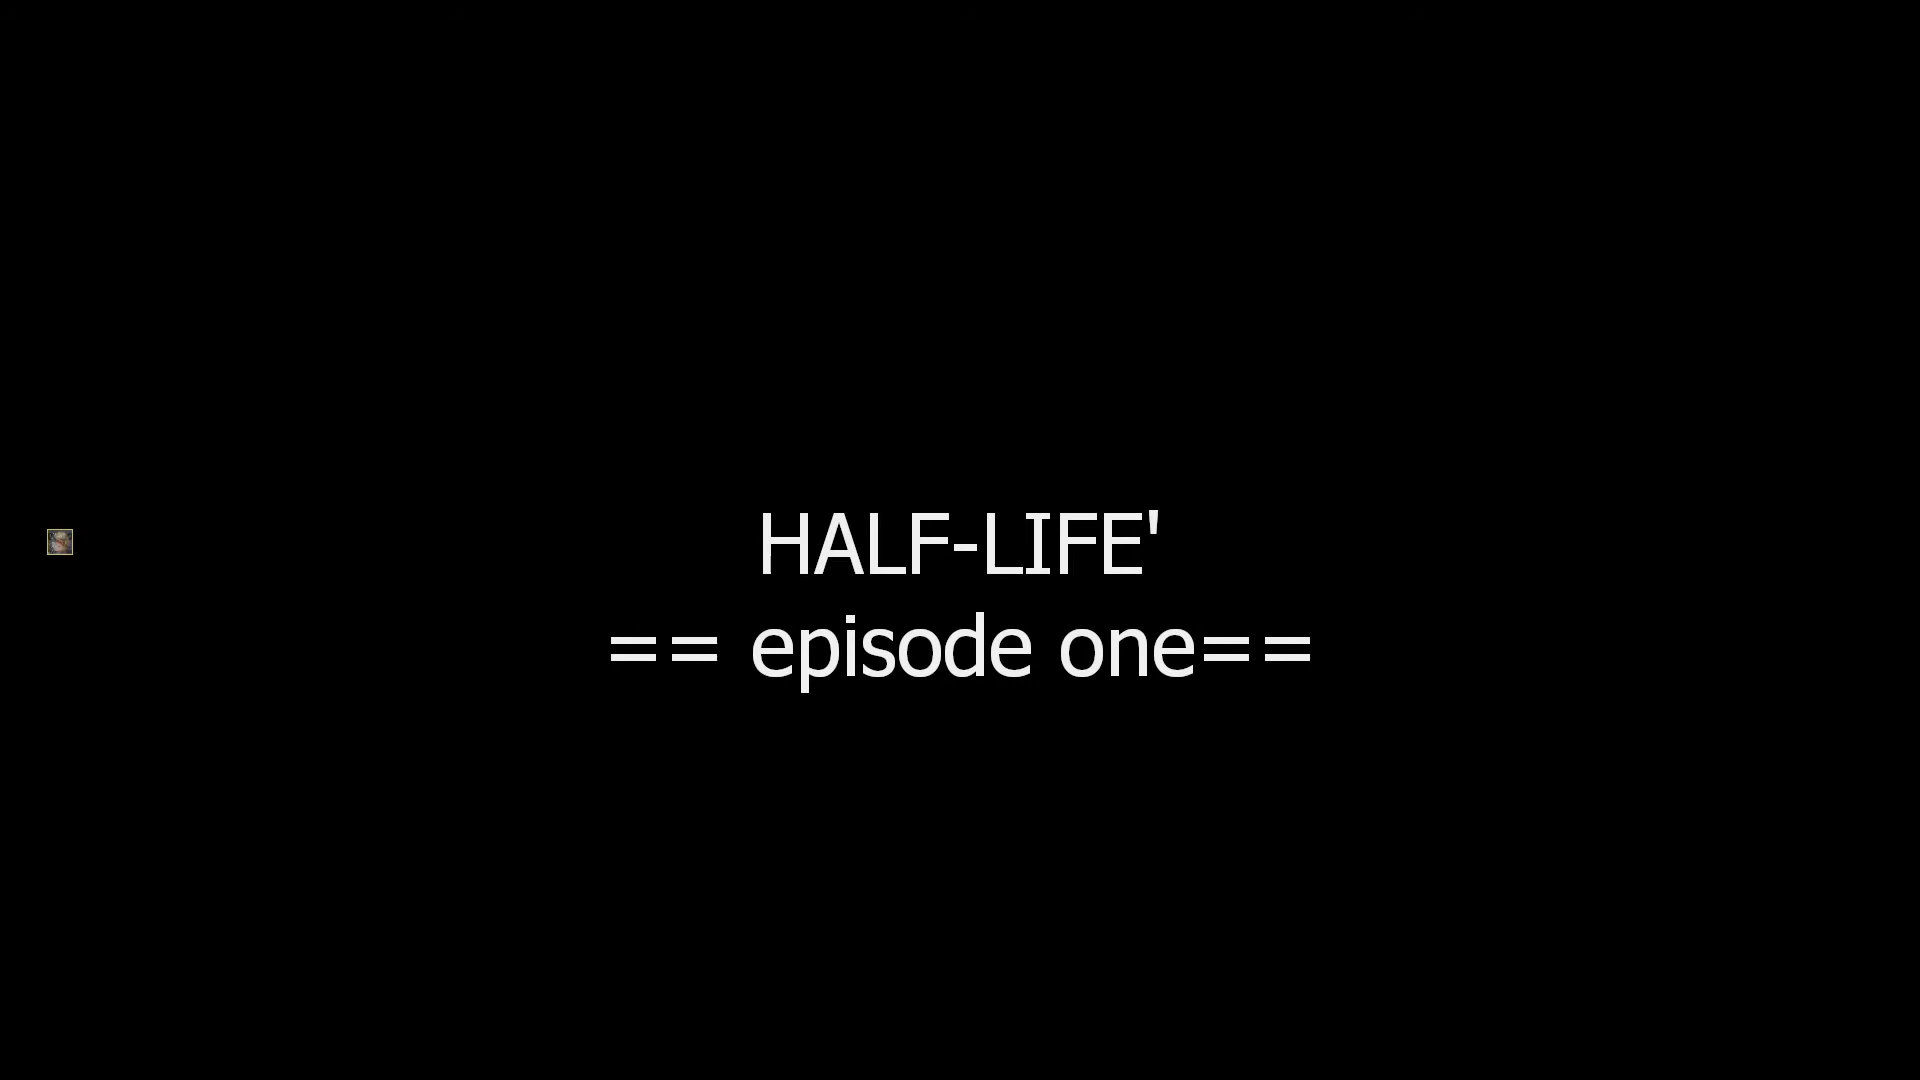 HALF-LIFE'
== episode one==